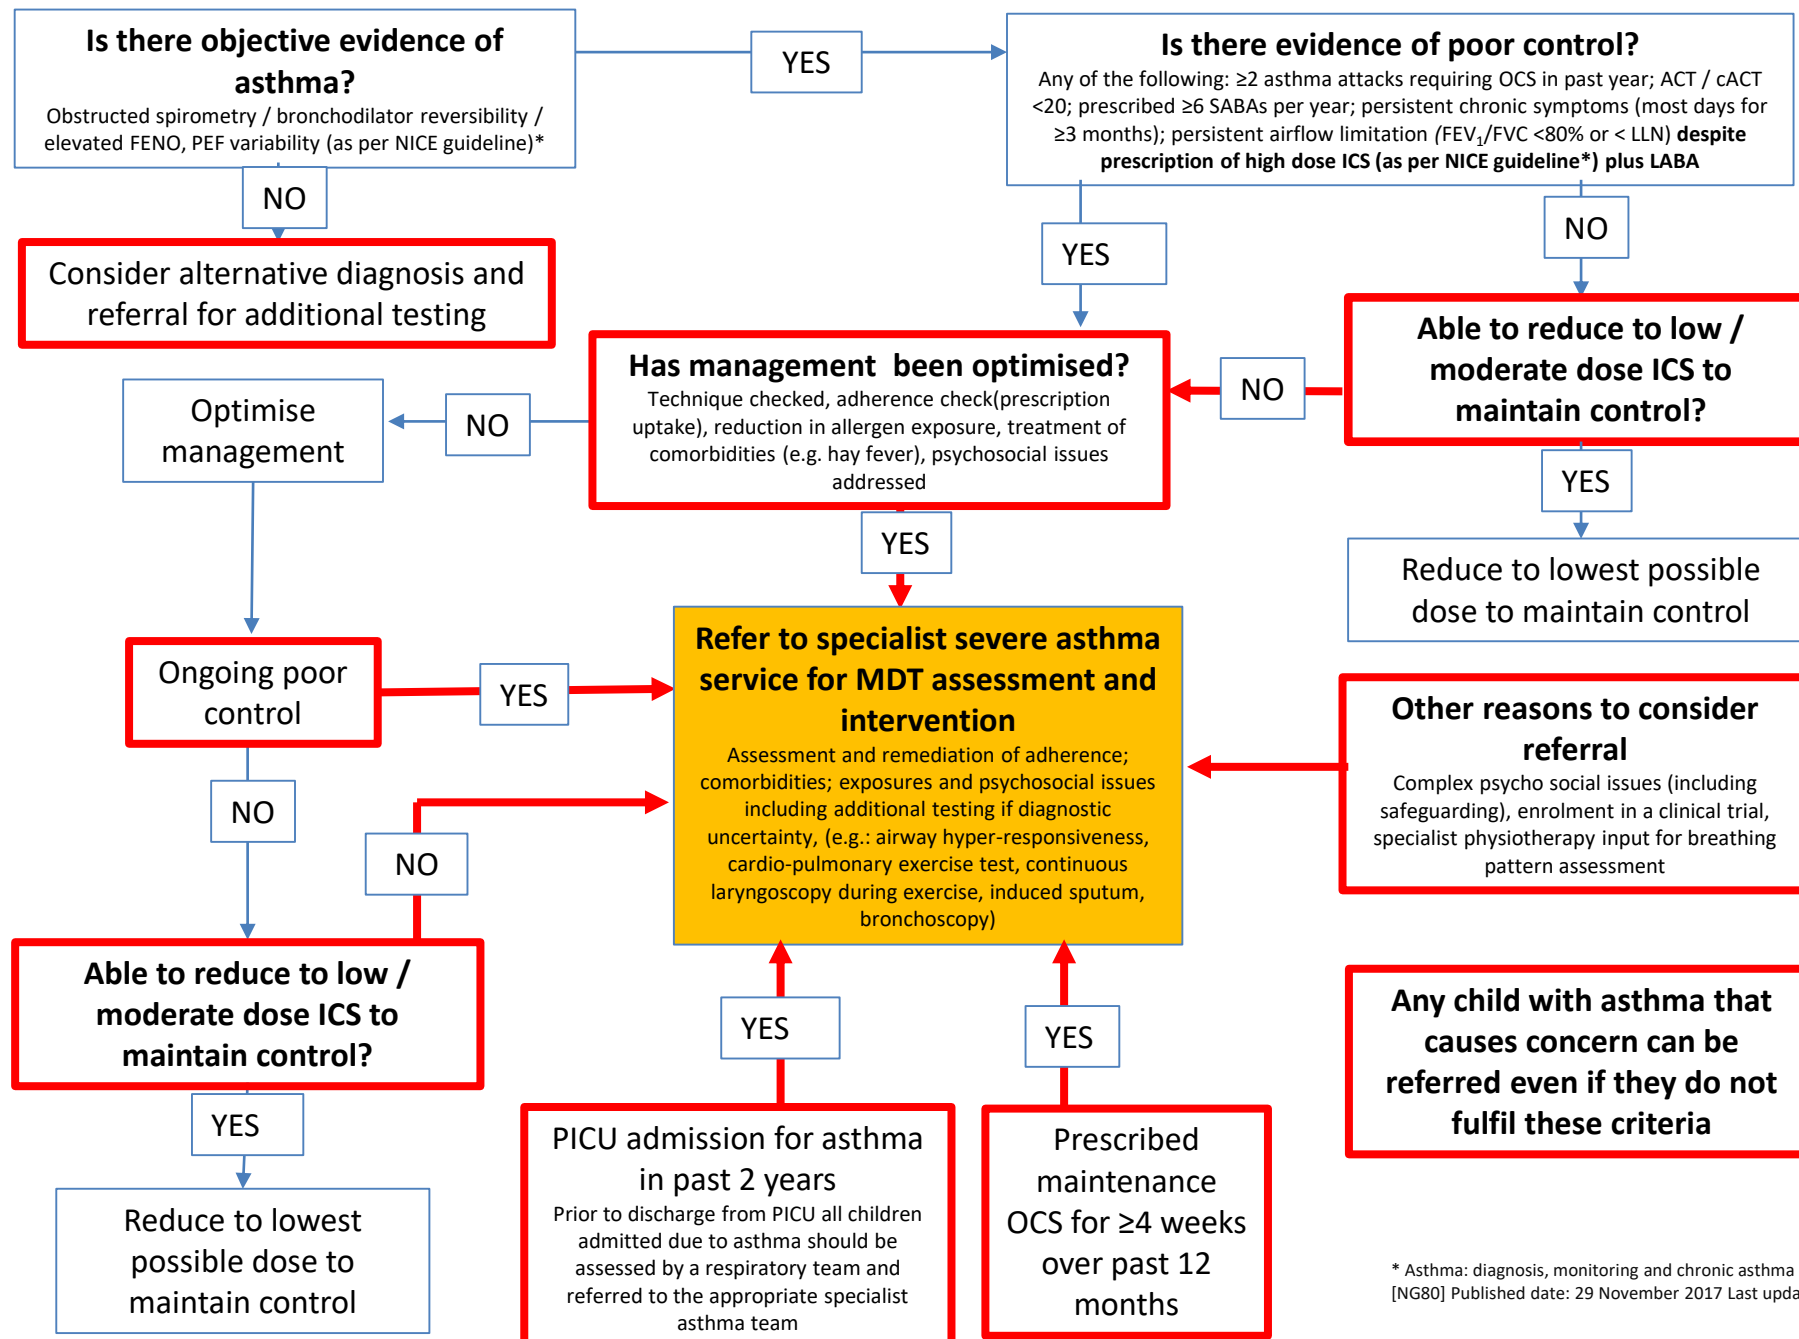 Is there objective evidence of
asthma?
Obstructed spirometry / bronchodilator reversibility /
elevated FENO, PEF variability (as per NICE guideline)*
YES
Is there evidence of poor control?
Any of the following: ≥2 asthma attacks requiring OCS in past year; ACT / cACT
<20; prescribed ≥6 SABAs per year; persistent chronic symptoms (most days for
≥3 months); persistent airflow limitation (FEV1/FVC <80% or < LLN) despite
prescription of high dose ICS (as per NICE guideline*) plus LABA
NO
Consider alternative diagnosis and
referral for additional testing
YES
NO
Able to reduce to low /
moderate dose ICS to
maintain control?
NO
Has management been optimised?
Technique checked, adherence check(prescription
uptake), reduction in allergen exposure, treatment of
comorbidities (e.g. hay fever), psychosocial issues
addressed
NO
Optimise
management
YES
YES
Reduce to lowest possible
dose to maintain control
Ongoing poor
control
YES
Refer to specialist severe asthma
service for MDT assessment and
intervention
Assessment and remediation of adherence;
comorbidities; exposures and psychosocial issues
including additional testing if diagnostic
uncertainty, (e.g.: airway hyper-responsiveness,
cardio-pulmonary exercise test, continuous
laryngoscopy during exercise, induced sputum,
bronchoscopy)
Other reasons to consider
referral
Complex psycho social issues (including
safeguarding), enrolment in a clinical trial,
specialist physiotherapy input for breathing
pattern assessment
NO
NO
Able to reduce to low /
moderate dose ICS to
maintain control?
YES
Reduce to lowest
possible dose to
maintain control
YES
PICU admission for asthma
in past 2 years
Prior to discharge from PICU all children
admitted due to asthma should be
assessed by a respiratory team and
referred to the appropriate specialist
asthma team
YES
Prescribed
maintenance
OCS for ≥4 weeks
over past 12
months
Any child with asthma that
causes concern can be
referred even if they do not
fulfil these criteria
* Asthma: diagnosis, monitoring and chronic asthma
[NG80] Published date: 29 November 2017 Last